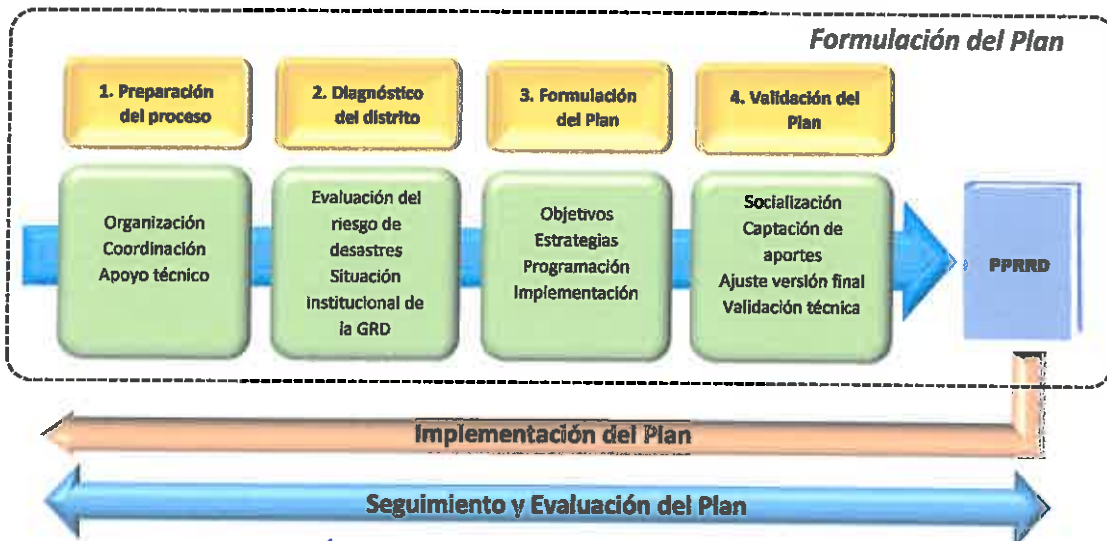 Formulación del Plan
1. Preparación
del proceso
2. Diagnóstico
del distrito
3. Formulación
del Plan
4. Validación del
Plan
Organización
Coordinación
Apoyo técnico
Evaluación del
riesgo de
desastres
Situación
institucional de
la GRD
Objetivos
Estrategias
Programación
Implementación
Socialización
Captación de
aportes
Ajuste versión final
Validación técnica
PPRRD
Implementación del Plan
Seguimiento y Evaluación del Plan